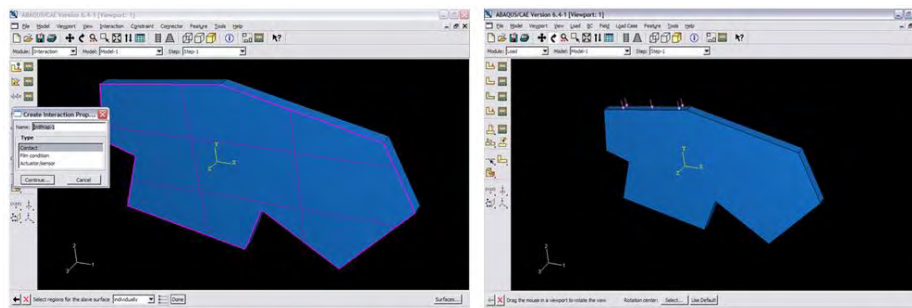 ABAQUS/CAE Version 6.4-1 [Viewport: 1]
File Model Viewport View Interaction Constraint Connector Feature Tools Help
Module: Interaction Model: Model-1 Step: Step-1
Create Interaction Prop...
Name: IntProp-1
Type
Contact
Film condition
Actuator/sensor
Continue... Cancel
Y
X
Z
Select regions for the slave surface individually Done Surfaces...
ABAQUS/CAE Version 6.4-1 [Viewport: 1]
File Model Viewport View Load BC Field Load Case Feature Tools Help
Module: Load Model: Model-1 Step: Step-1
Y
X
Z
Drag the mouse in a viewport to rotate the view Rotation center: Select... Use Default